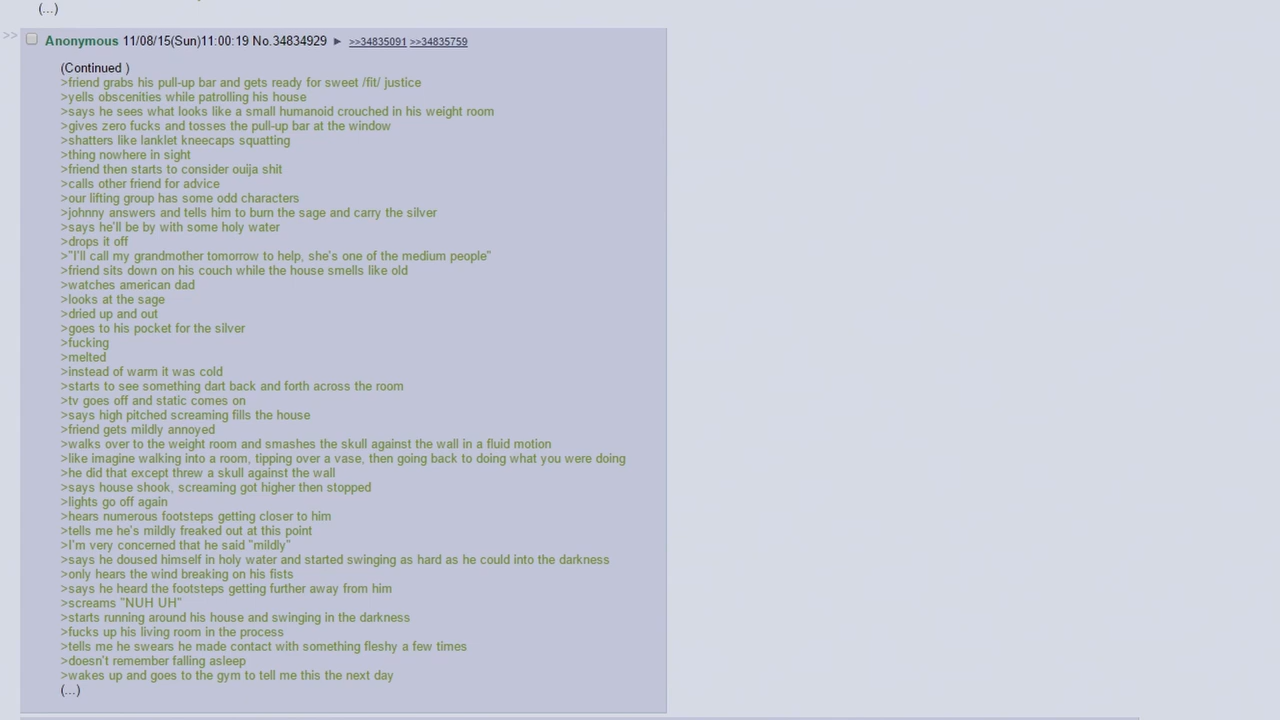 (...)
>> Anonymous 11/08/15(Sun)11:00:19 No.34834929 ► >>34835091 >>34835759
(Continued )
>friend grabs his pull-up bar and gets ready for sweet /fit/ justice
>yells obscenities while patrolling his house
>says he sees what looks like a small humanoid crouched in his weight room
>gives zero fucks and tosses the pull-up bar at the window
>shatters like lanklet kneecaps squatting
>thing nowhere in sight
>friend then starts to consider ouija shit
>calls other friend for advice
>our lifting group has some odd characters
>johnny answers and tells him to burn the sage and carry the silver
>says he'll be by with some holy water
>drops it off
>"I'll call my grandmother tomorrow to help, she's one of the medium people"
>friend sits down on his couch while the house smells like old
>watches american dad
>looks at the sage
>dried up and out
>goes to his pocket for the silver
>fucking
>melted
>instead of warm it was cold
>starts to see something dart back and forth across the room
>tv goes off and static comes on
>says high pitched screaming fills the house
>friend gets mildly annoyed
>walks over to the weight room and smashes the skull against the wall in a fluid motion
>like imagine walking into a room, tipping over a vase, then going back to doing what you were doing
>he did that except threw a skull against the wall
>says house shook, screaming got higher then stopped
>lights go off again
>hears numerous footsteps getting closer to him
>tells me he's mildly freaked out at this point
>I'm very concerned that he said "mildly"
>says he doused himself in holy water and started swinging as hard as he could into the darkness
>only hears the wind breaking on his fists
>says he heard the footsteps getting further away from him
>screams "NUH UH"
>starts running around his house and swinging in the darkness
>fucks up his living room in the process
>tells me he swears he made contact with something fleshy a few times
>doesn't remember falling asleep
>wakes up and goes to the gym to tell me this the next day
(...)